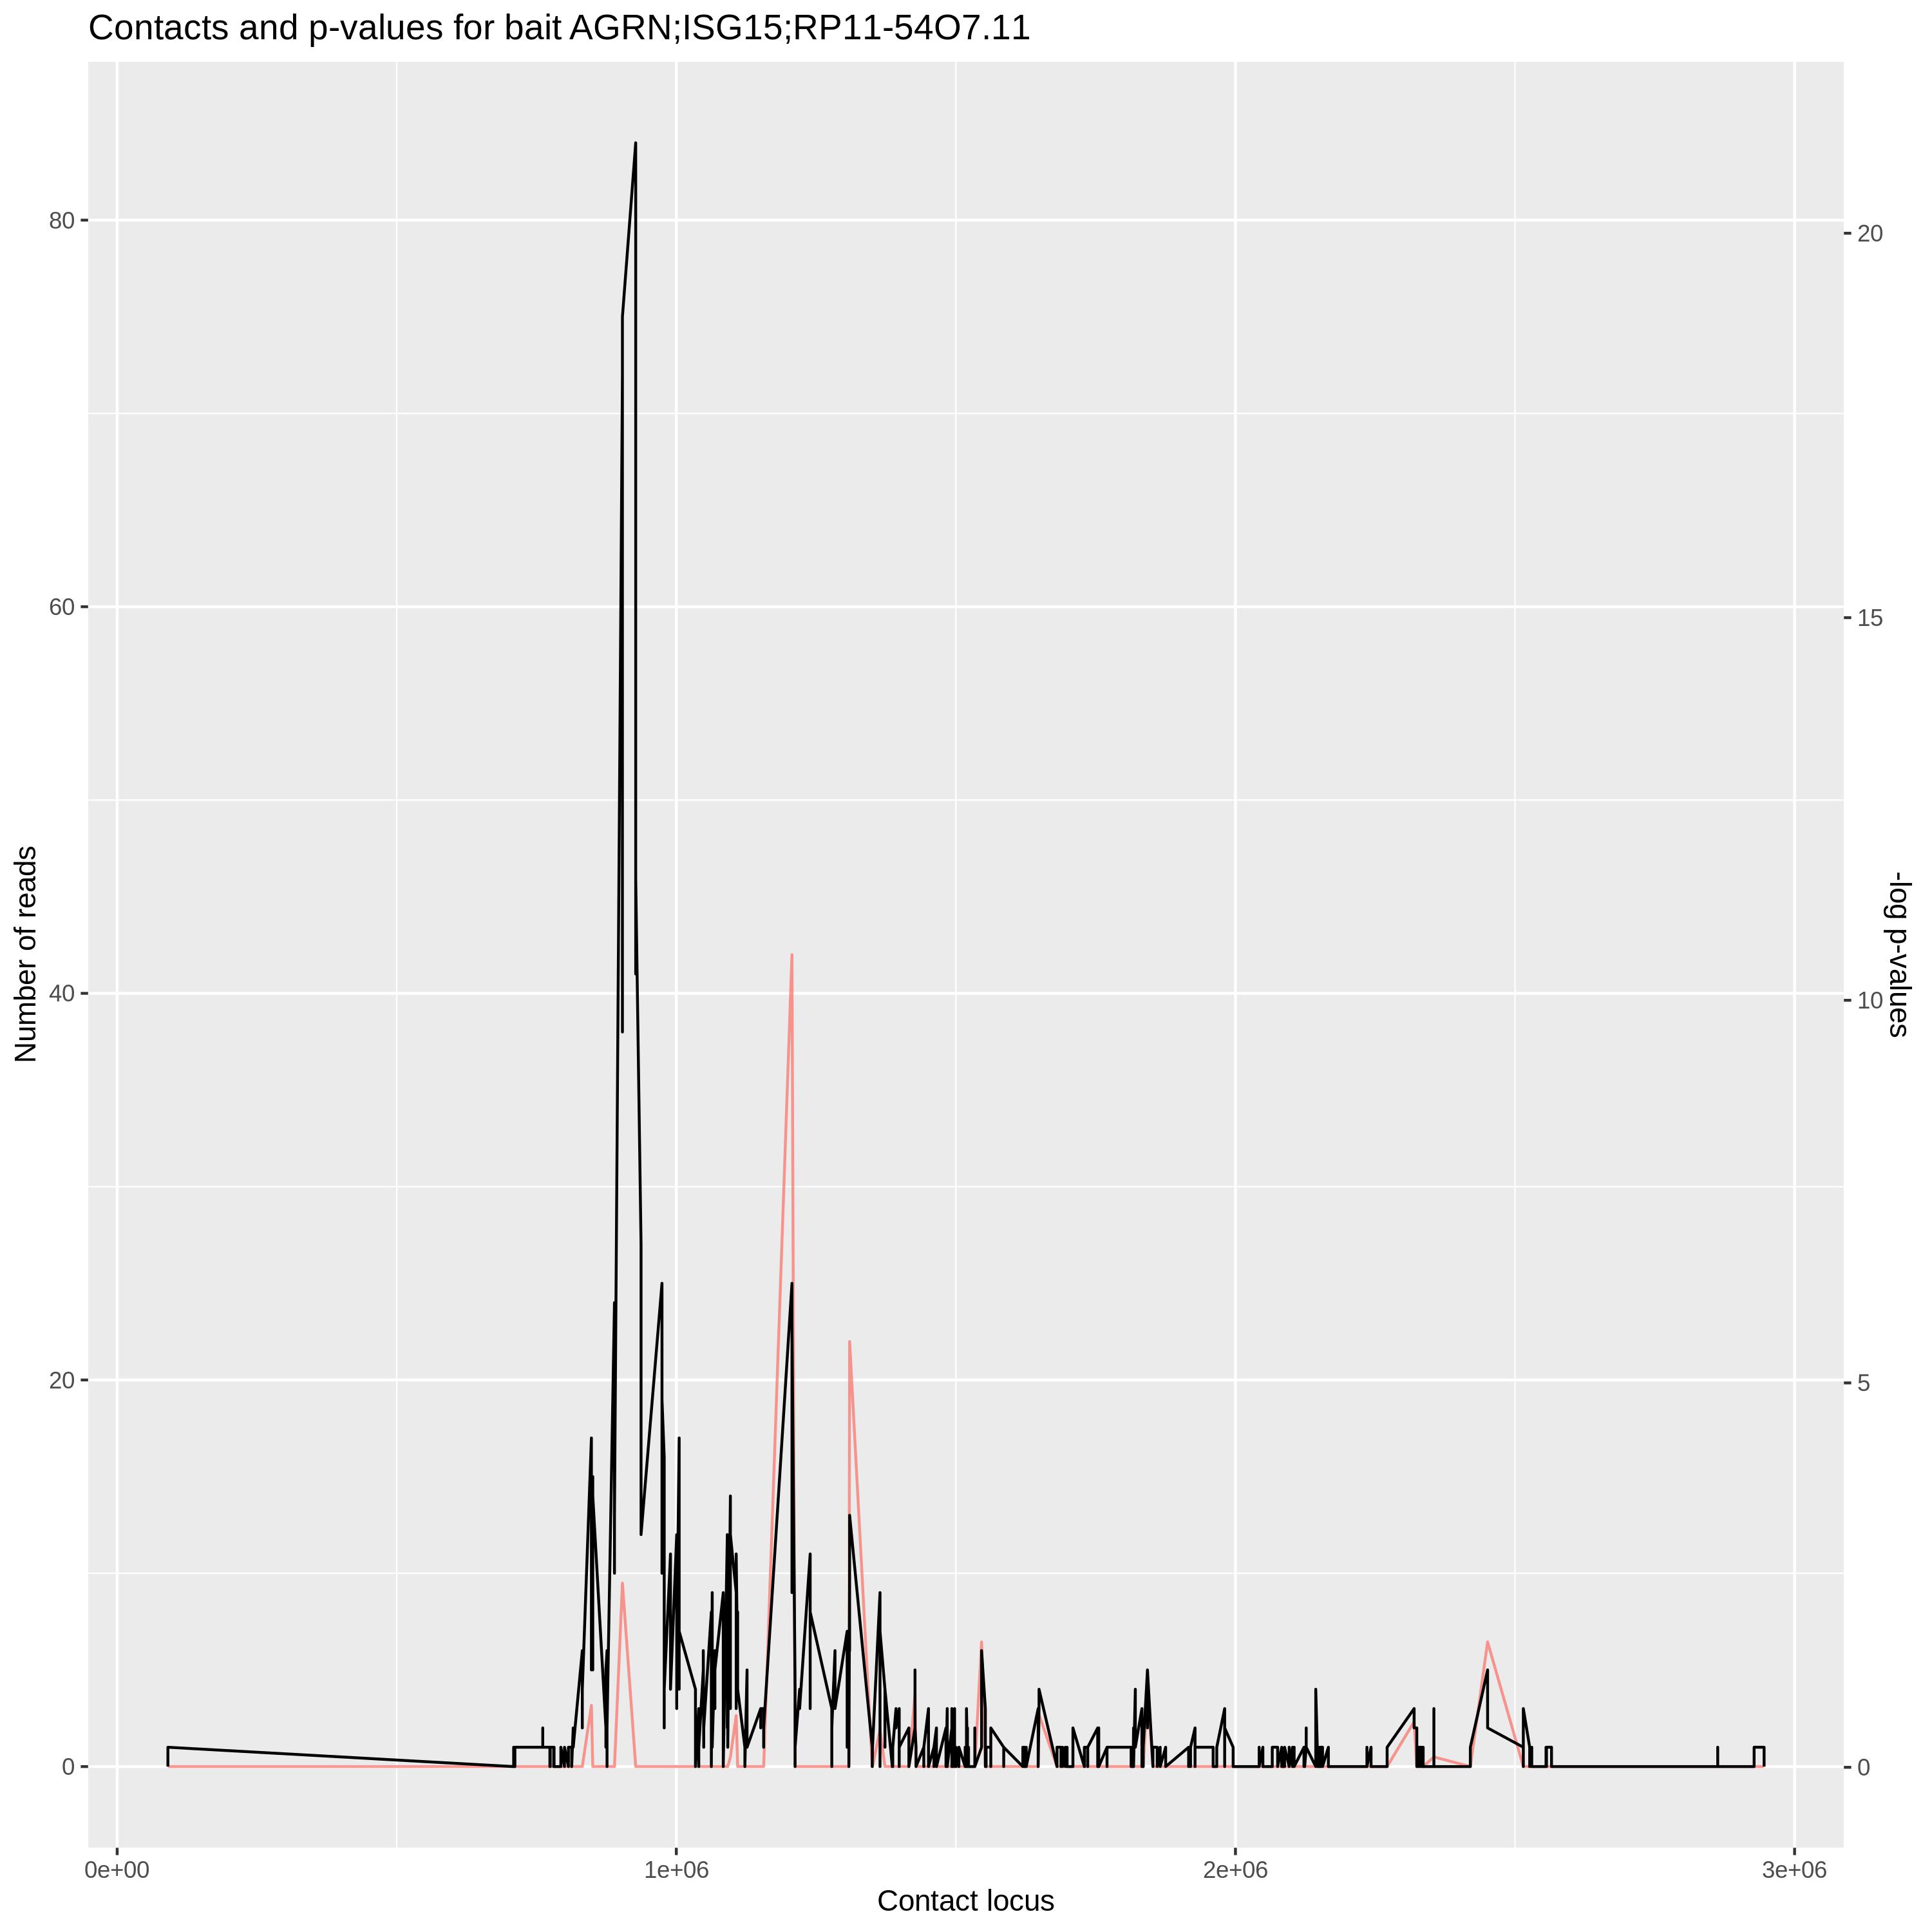 Contacts and p-values for bait AGRN;ISG15;RP11-54O7.11
Number of reads
80
60
40
20
0
20
15
10
5
0
-log p-values
0e+00
1e+06
2e+06
3e+06
Contact locus